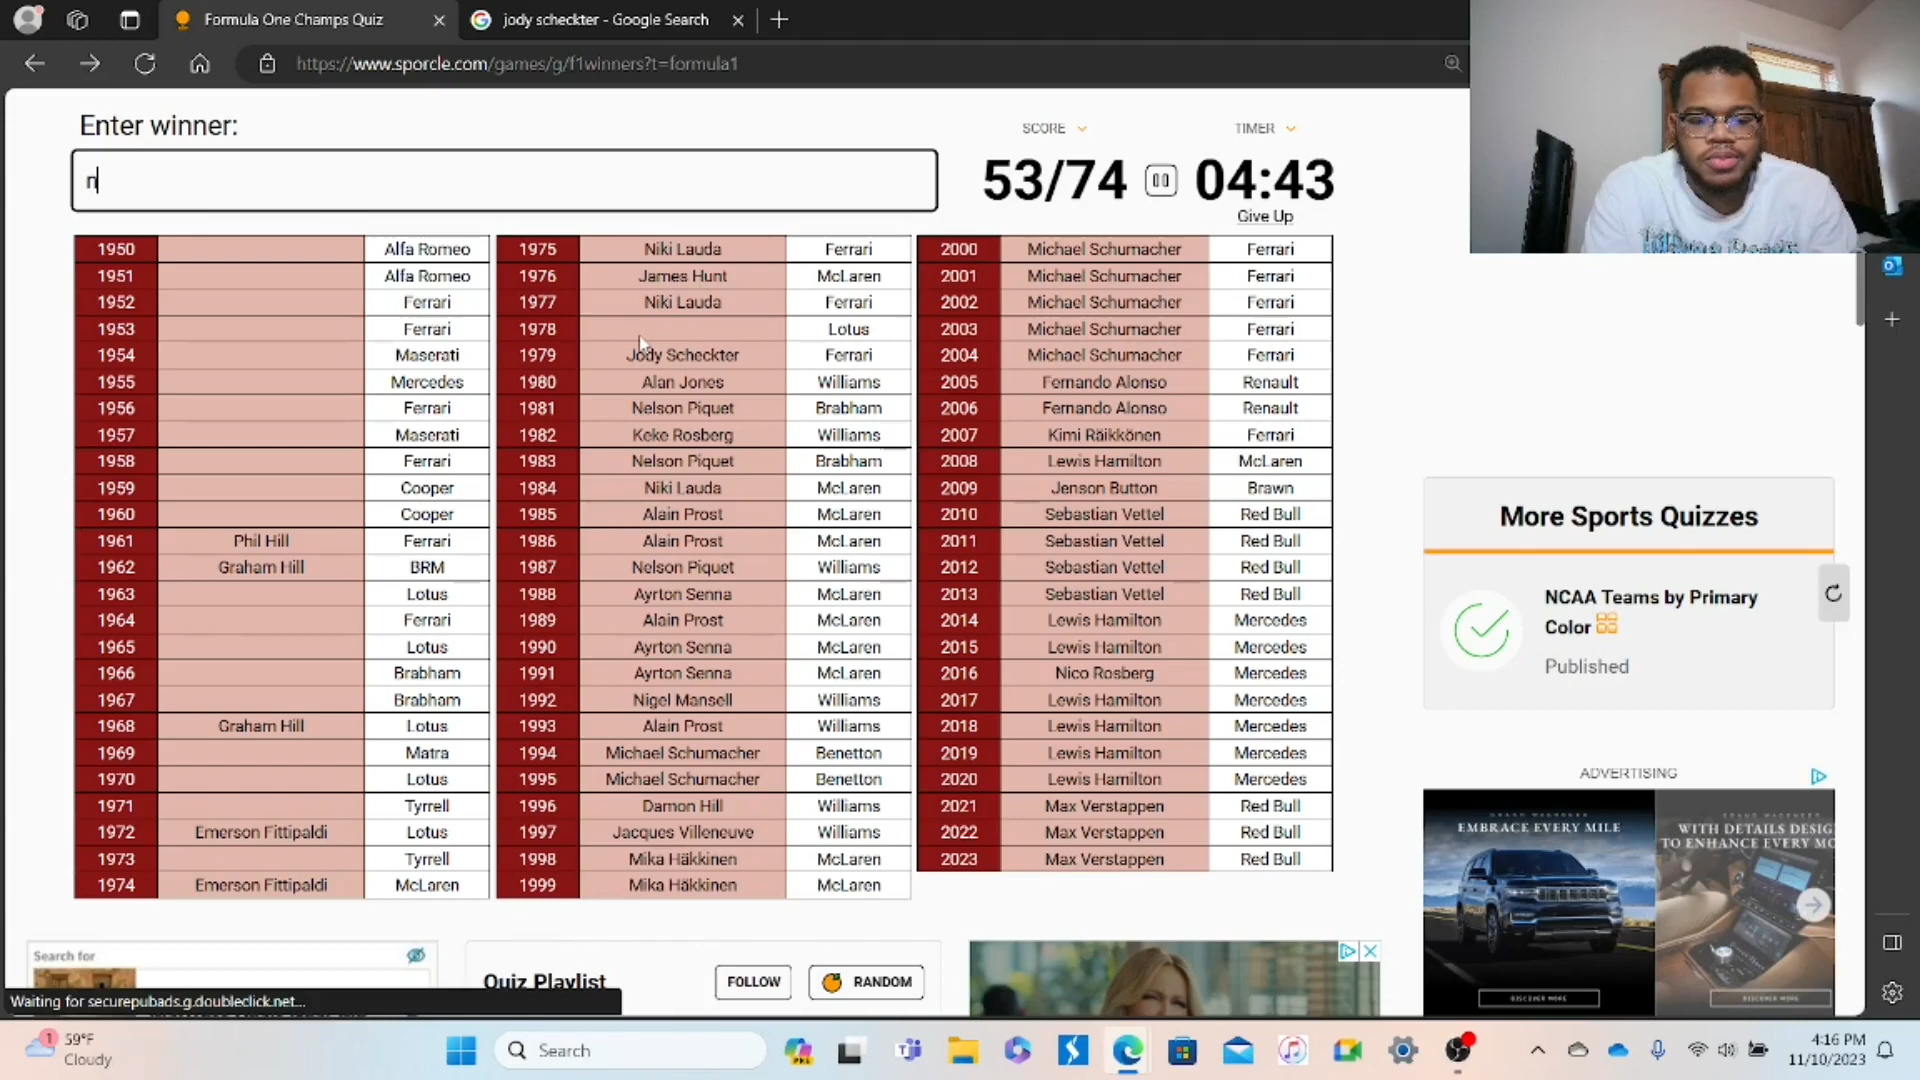 Formula One Champs Quiz
jody scheckter - Google Search
https://www.sporcle.com/games/g/f1winners?t=formula1
Enter winner:
n
SCORE
TIMER
53/74
04:43
Give Up
1950 Alfa Romeo
1951 Alfa Romeo
1952 Ferrari
1953 Ferrari
1954 Maserati
1955 Mercedes
1956 Ferrari
1957 Maserati
1958 Ferrari
1959 Cooper
1960 Cooper
1961 Phil Hill Ferrari
1962 Graham Hill BRM
1963 Lotus
1964 Ferrari
1965 Lotus
1966 Brabham
1967 Brabham
1968 Graham Hill Lotus
1969 Matra
1970 Lotus
1971 Tyrrell
1972 Emerson Fittipaldi Lotus
1973 Tyrrell
1974 Emerson Fittipaldi McLaren
1975 Niki Lauda Ferrari
1976 James Hunt McLaren
1977 Niki Lauda Ferrari
1978 Lotus
1979 Jody Scheckter Ferrari
1980 Alan Jones Williams
1981 Nelson Piquet Brabham
1982 Keke Rosberg Williams
1983 Nelson Piquet Brabham
1984 Niki Lauda McLaren
1985 Alain Prost McLaren
1986 Alain Prost McLaren
1987 Nelson Piquet Williams
1988 Ayrton Senna McLaren
1989 Alain Prost McLaren
1990 Ayrton Senna McLaren
1991 Ayrton Senna McLaren
1992 Nigel Mansell Williams
1993 Alain Prost Williams
1994 Michael Schumacher Benetton
1995 Michael Schumacher Benetton
1996 Damon Hill Williams
1997 Jacques Villeneuve Williams
1998 Mika Häkkinen McLaren
1999 Mika Häkkinen McLaren
2000 Michael Schumacher Ferrari
2001 Michael Schumacher Ferrari
2002 Michael Schumacher Ferrari
2003 Michael Schumacher Ferrari
2004 Michael Schumacher Ferrari
2005 Fernando Alonso Renault
2006 Fernando Alonso Renault
2007 Kimi Räikkönen Ferrari
2008 Lewis Hamilton McLaren
2009 Jenson Button Brawn
2010 Sebastian Vettel Red Bull
2011 Sebastian Vettel Red Bull
2012 Sebastian Vettel Red Bull
2013 Sebastian Vettel Red Bull
2014 Lewis Hamilton Mercedes
2015 Lewis Hamilton Mercedes
2016 Nico Rosberg Mercedes
2017 Lewis Hamilton Mercedes
2018 Lewis Hamilton Mercedes
2019 Lewis Hamilton Mercedes
2020 Lewis Hamilton Mercedes
2021 Max Verstappen Red Bull
2022 Max Verstappen Red Bull
2023 Max Verstappen Red Bull
More Sports Quizzes
NCAA Teams by Primary
Color
Published
ADVERTISING
EMBRACE EVERY MILE
DISCOVER MORE
WITH DETAILS DESIG
TO ENHANCE EVERY MO
DISCOVER MORE
Search for
Quiz Playlist
FOLLOW
RANDOM
Waiting for securepubads.g.doubleclick.net...
1
59°F
Cloudy
Search
4:16 PM
11/10/2023